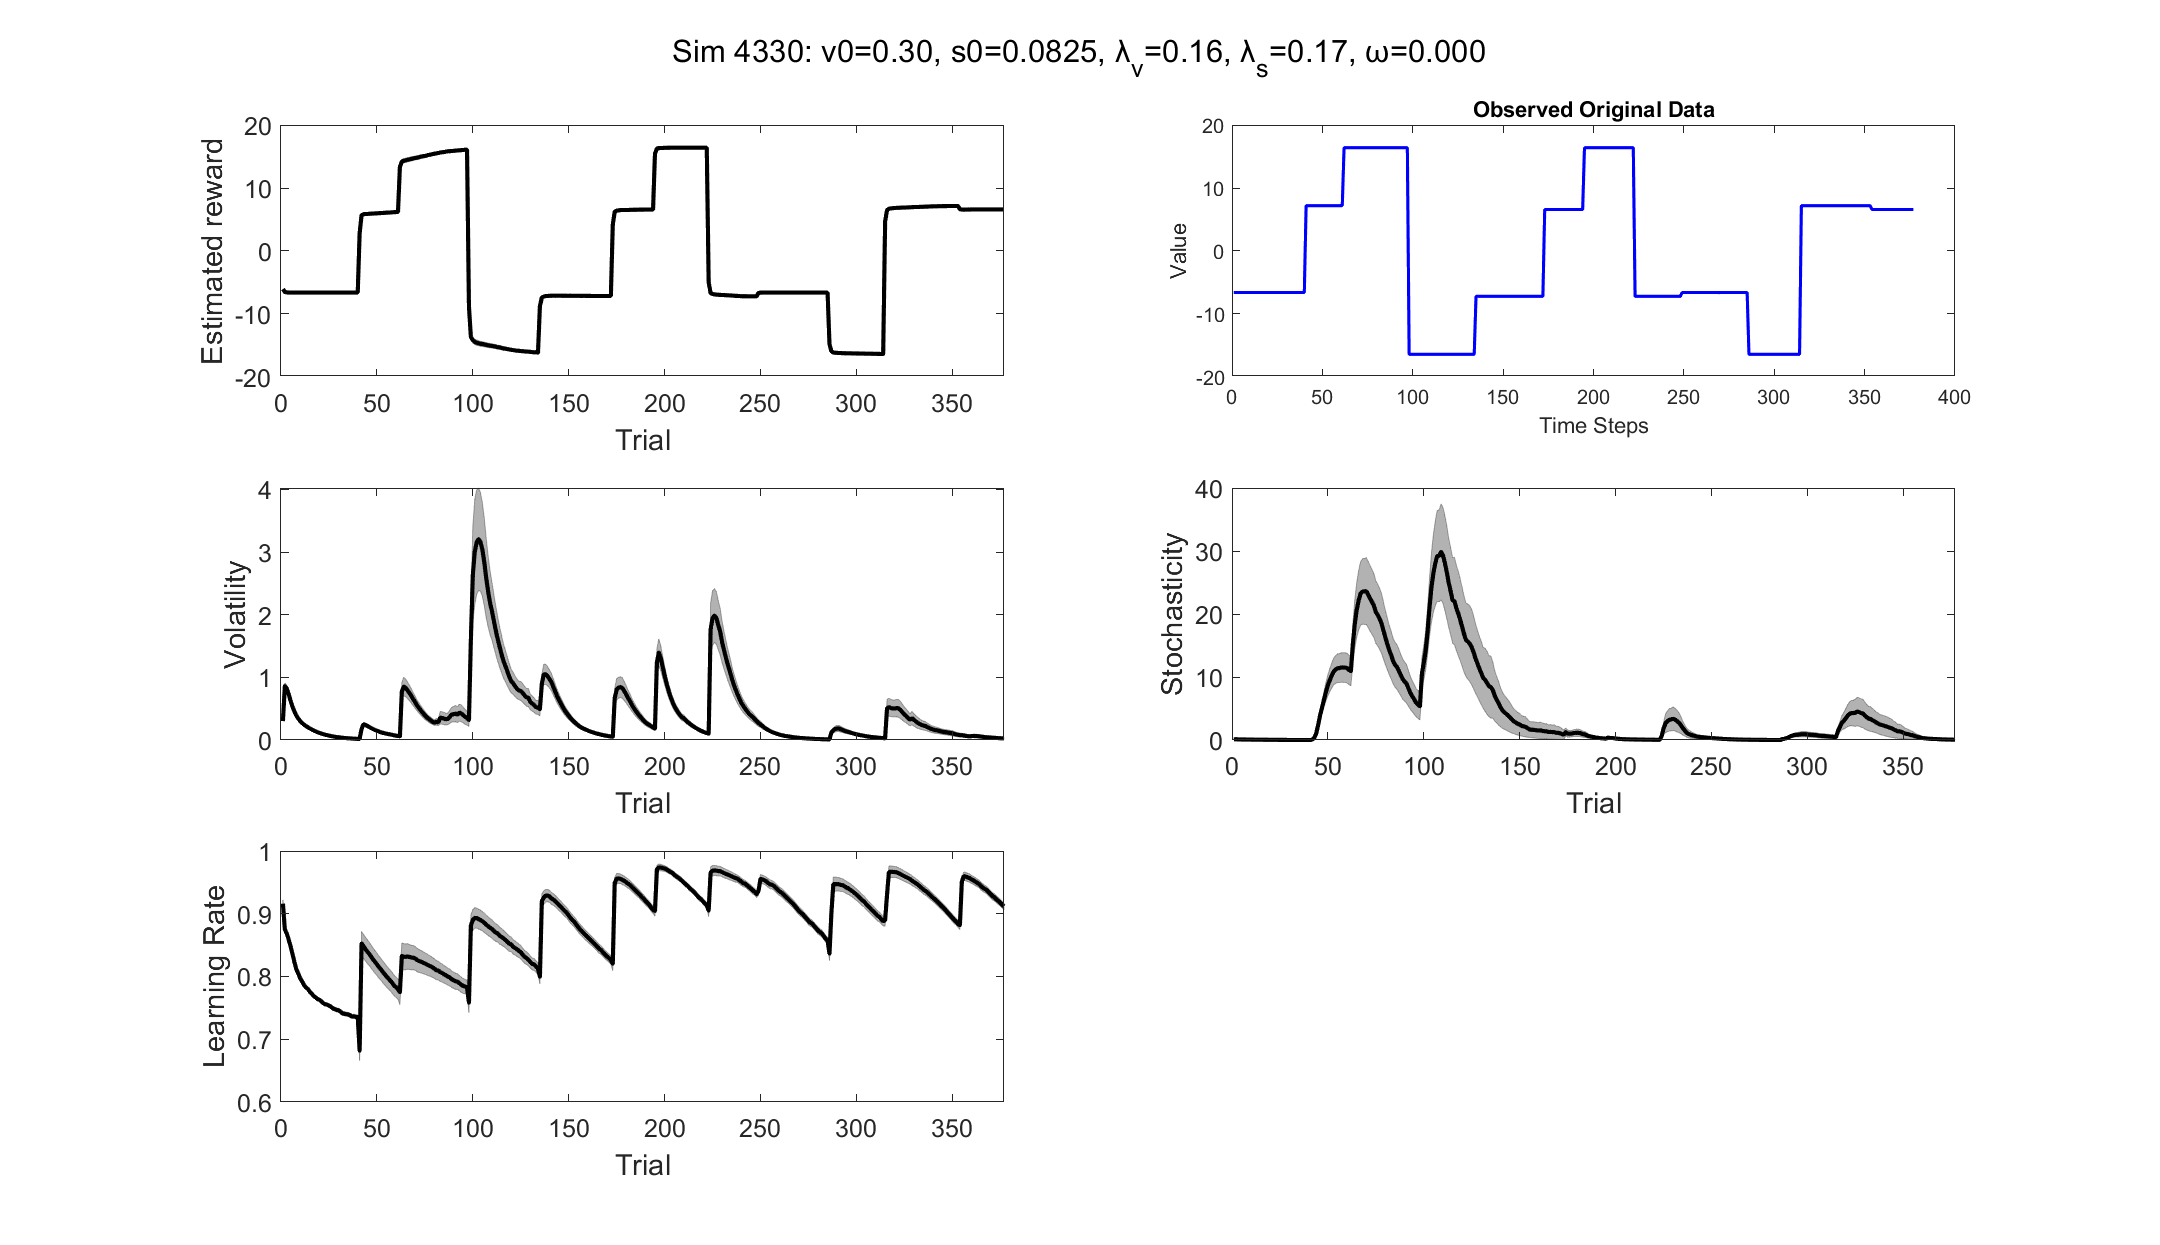 Sim 4330: v0=0.30, s0=0.0825, λ_v=0.16, λ_s=0.17, ω=0.000
Estimated reward
20
10
0
-10
-20
0 50 100 150 200 250 300 350
Trial
Observed Original Data
Value
20
10
0
-10
-20
0 50 100 150 200 250 300 350 400
Time Steps
Volatility
4
3
2
1
0
0 50 100 150 200 250 300 350
Trial
Stochasticity
40
30
20
10
0
0 50 100 150 200 250 300 350
Trial
Learning Rate
1
0.9
0.8
0.7
0.6
0 50 100 150 200 250 300 350
Trial